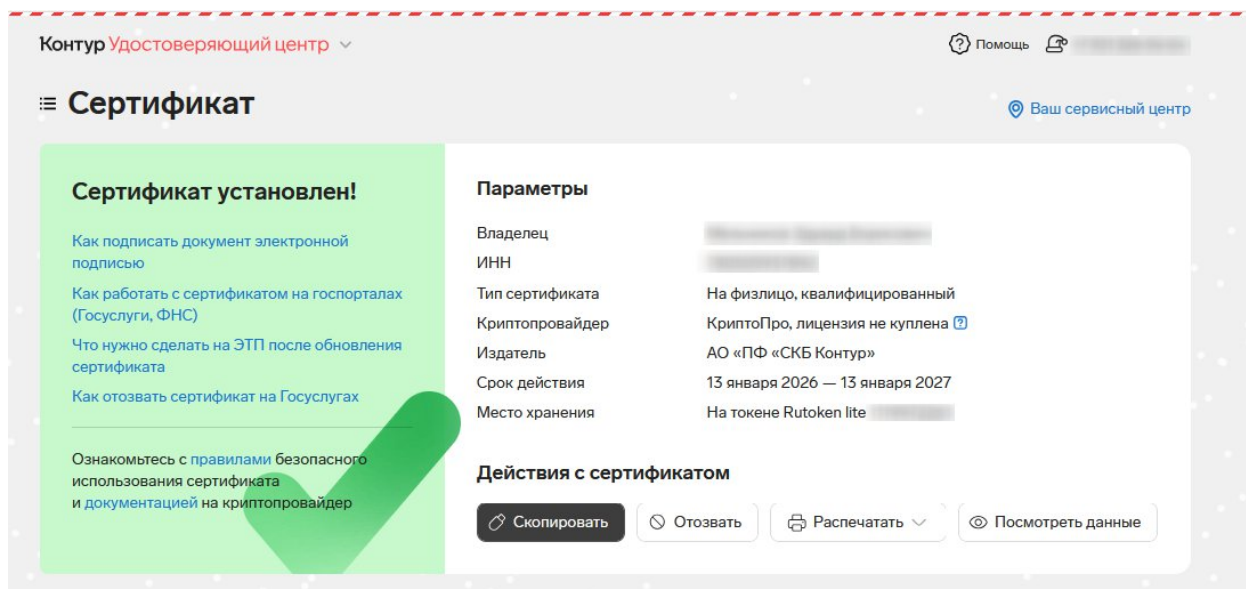 Контур Удостоверяющий центр
Помощь
Сертификат
Ваш сервисный центр
Сертификат установлен!
Как подписать документ электронной
подписью
Как работать с сертификатом на госпорталах
(Госуслуги, ФНС)
Что нужно сделать на ЭТП после обновления
сертификата
Как отозвать сертификат на Госуслугах
Ознакомьтесь с правилами безопасного
использования сертификата
и документацией на криптопровайдер
Параметры
Владелец
ИНН
Тип сертификата На физлицо, квалифицированный
Криптопровайдер КриптоПро, лицензия не куплена ?
Издатель АО «ПФ «СКБ Контур»
Срок действия 13 января 2026 — 13 января 2027
Место хранения На токене Rutoken lite
Действия с сертификатом
Скопировать Отозвать Распечатать Посмотреть данные